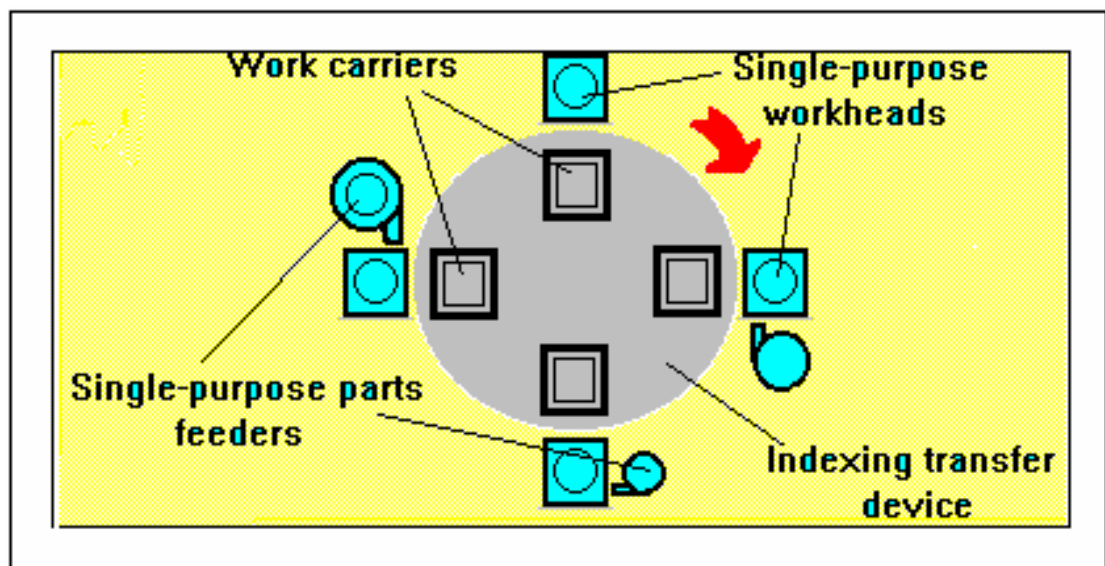 Work carriers
Single-purpose
workheads
Single-purpose parts
feeders
Indexing transfer
device